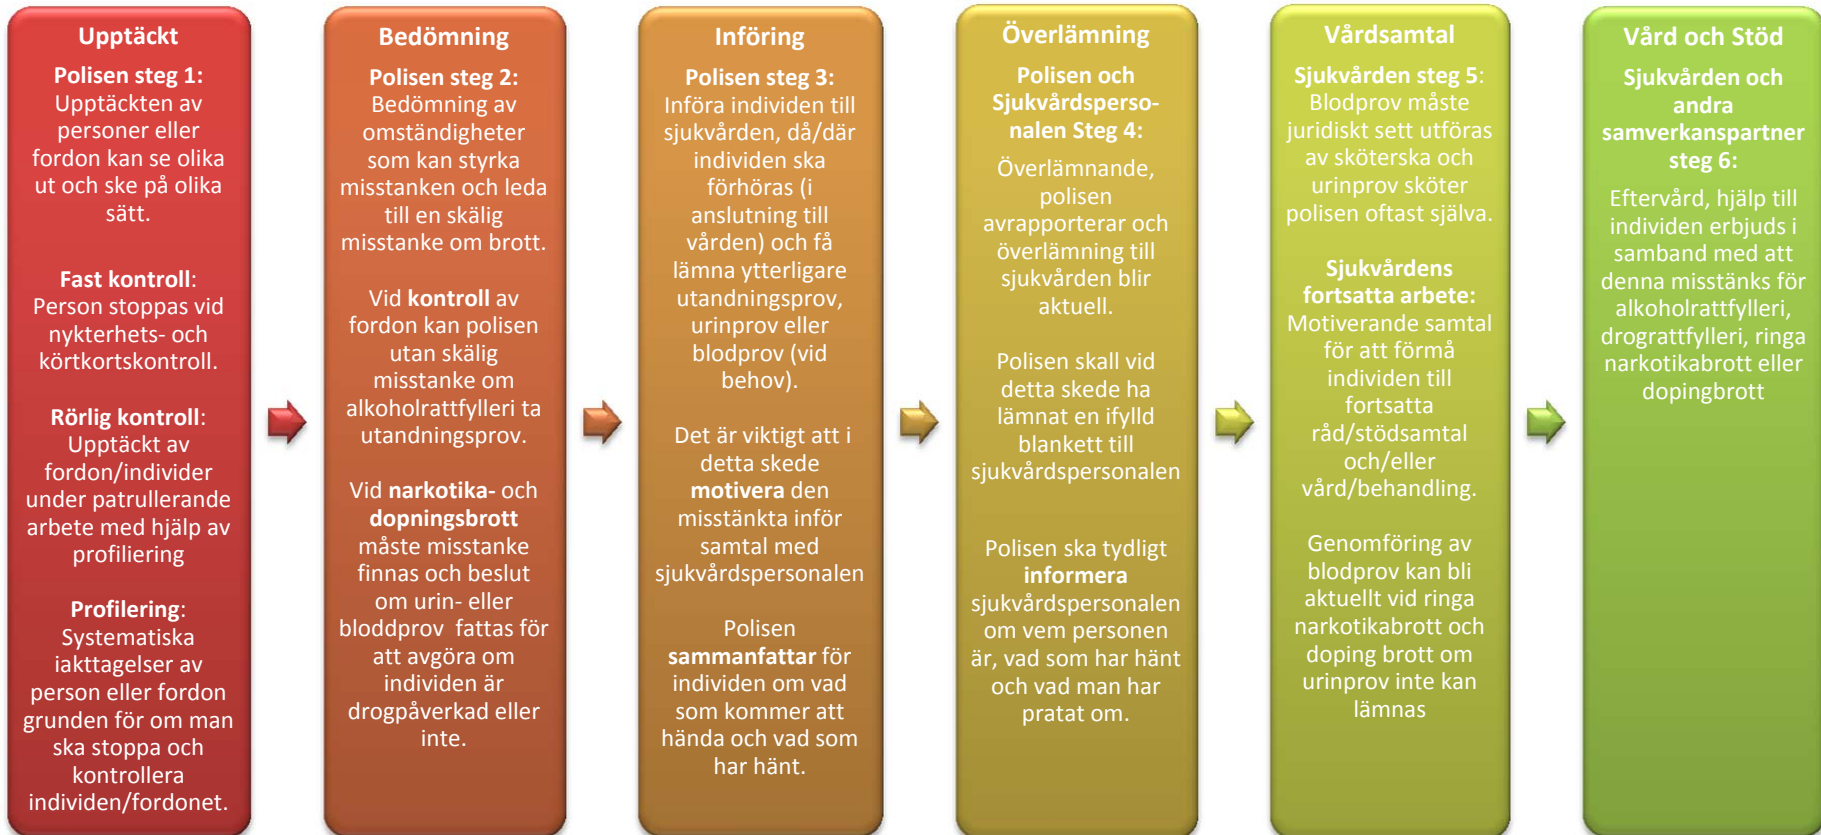 Upptäckt
Polisen steg 1:
Upptäckten av
personer eller
fordon kan se olika
ut och ske på olika
sätt.
Fast kontroll:
Person stoppas vid
nykterhets- och
körtkortskontroll.
Rörlig kontroll:
Upptäckt av
fordon/individer
under patrullerande
arbete med hjälp av
profiliering
Profilering:
Systematiska
iakttagelser av
person eller fordon
grunden för om man
ska stoppa och
kontrollera
individen/fordonet.
Bedömning
Polisen steg 2:
Bedömning av
omständigheter
som kan styrka
misstanken och leda
till en skälig
misstanke om brott.
Vid kontroll av
fordon kan polisen
utan skälig
misstanke om
alkoholrattfylleri ta
utandningsprov.
Vid narkotika- och
dopningsbrott
måste misstanke
finnas och beslut
om urin- eller
bloddprov fattas för
att avgöra om
individen är
drogpåverkad eller
inte.
Införing
Polisen steg 3:
Införa individen till
sjukvården, då/där
individen ska
förhöras (i
anslutning till
vården) och få
lämna ytterligare
utandningsprov,
urinprov eller
blodprov (vid
behov).
Det är viktigt att i
detta skede
motivera den
misstänkta inför
samtal med
sjukvårdspersonalen
Polisen
sammanfattar för
individen om vad
som kommer att
hända och vad som
har hänt.
Överlämning
Polisen och
Sjukvårdsperso-
nalen Steg 4:
Överlämnande,
polisen
avrapporterar och
överlämning till
sjukvården blir
aktuell.
Polisen skall vid
detta skede ha
lämnat en ifylld
blankett till
sjukvårdspersonalen
Polisen ska tydligt
informera
sjukvårdspersonalen
om vem personen
är, vad som har hänt
och vad man har
pratat om.
Vårdsamtal
Sjukvården steg 5:
Blodprov måste
juridiskt sett utföras
av sköterska och
urinprov sköter
polisen oftast själva.
Sjukvårdens
fortsatta arbete:
Motiverande samtal
för att förmå
individen till
fortsatta
råd/stödsamtal
och/eller
vård/behandling.
Genomföring av
blodprov kan bli
aktuellt vid ringa
narkotikabrott och
doping brott om
urinprov inte kan
lämnas
Vård och Stöd
Sjukvården och
andra
samverkanspartner
steg 6:
Eftervård, hjälp till
individen erbjuds i
samband med att
denna misstänks för
alkoholrattfylleri,
drograttfylleri, ringa
narkotikabrott eller
dopingbrott